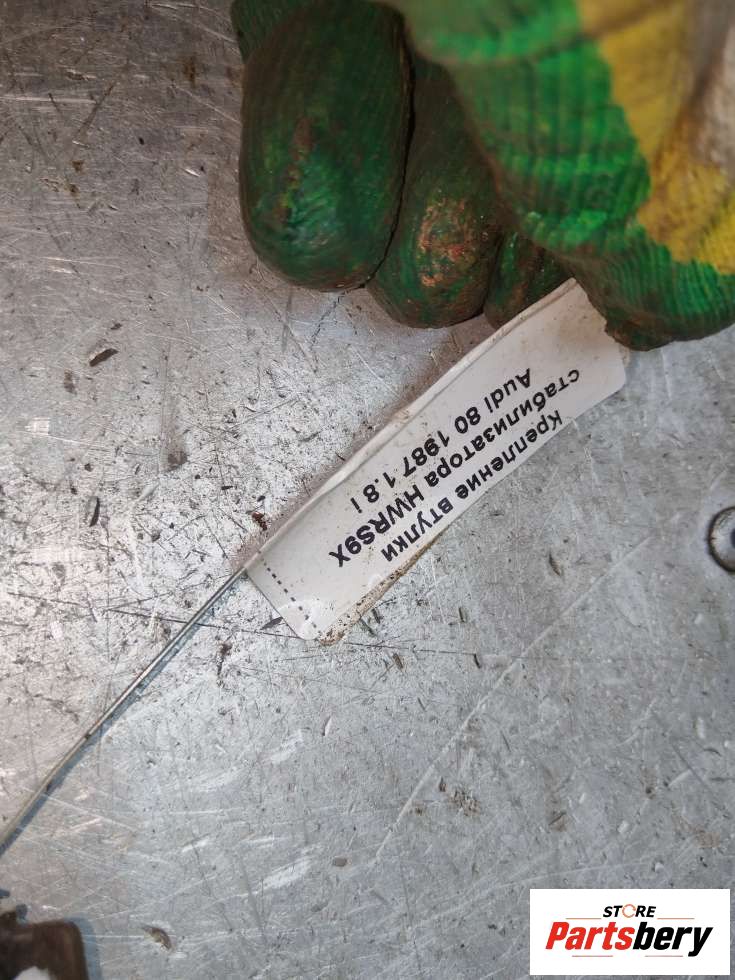 Крепление втулки
стабилизатора HWRS9X
Audi 80 1987 1.8 i
STORE
Partsbery